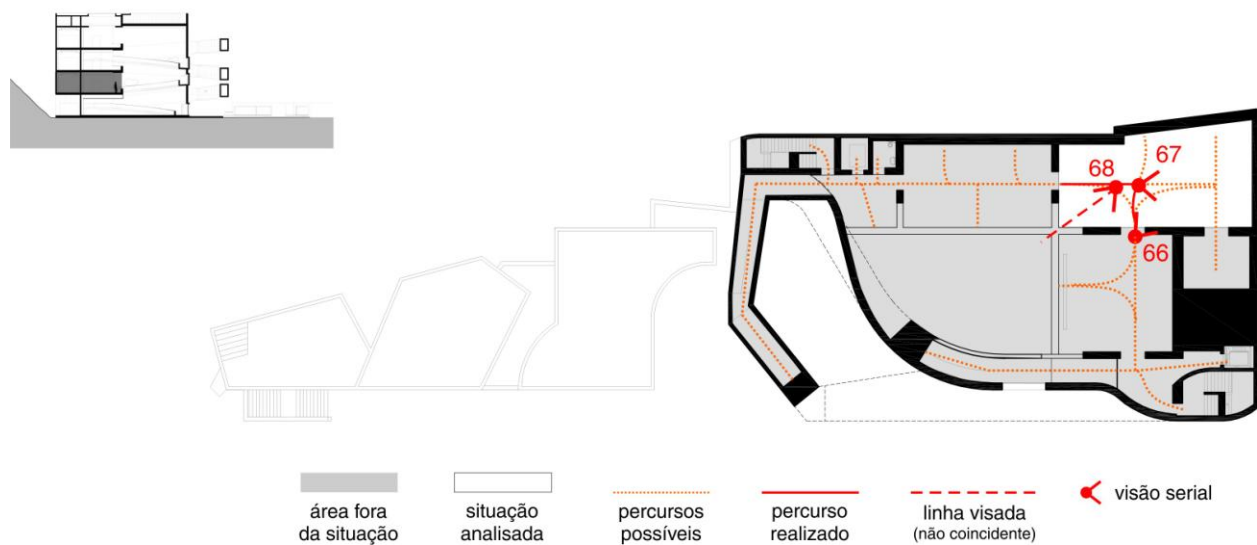 67
68
66
área fora
da situação
situação
analisada
percursos
possíveis
percurso
realizado
linha visada
(não coincidente)
visão serial